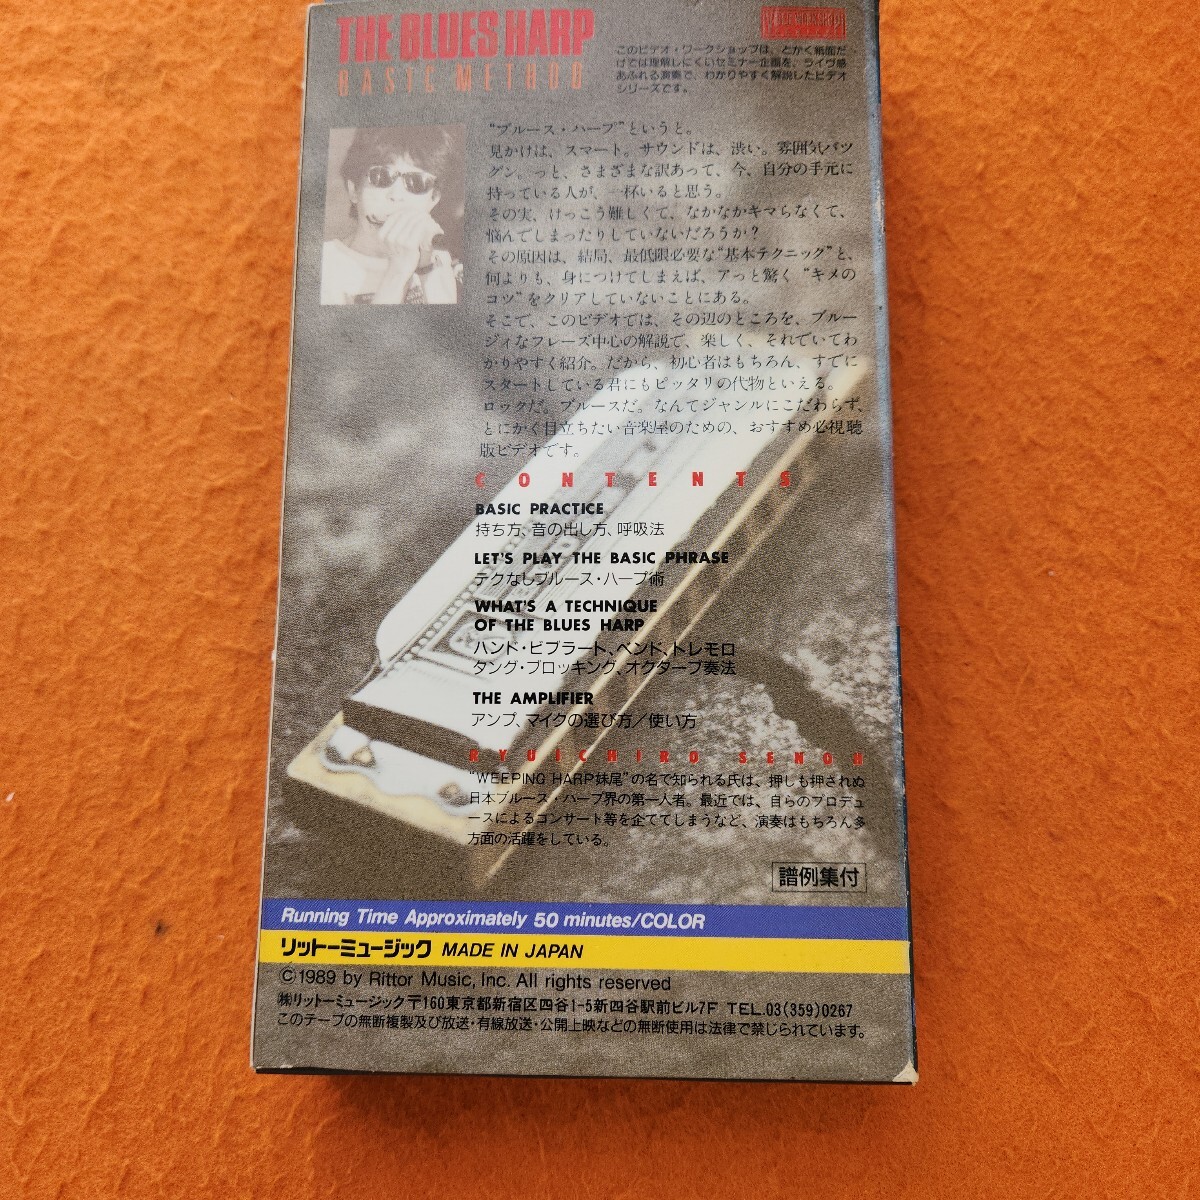 THE BLUES HARP
BASIC METHOD
このビデオ・ワークショップは、とかく紙面だ
けでは理解しにくいセミナー企画を、ライヴ感
あふれる演奏で、わかりやすく解説したビデオ
シリーズです。
“ブルース・ハープ”というと。
見かけは、スマート。サウンドは、渋い。雰囲気バツ
グン。っと、さまざまな訳あって、今、自分の手元に
持っている人が、一杯いると思う。
その実、けっこう難しくて、なかなかキマらなくて、
悩んでしまったりしていないだろうか？
その原因は、結局、最低限必要な“基本テクニック”と、
何よりも、身につけてしまえば、アっと驚く“キメの
コツ”をクリアしていないことにある。
そこで、このビデオでは、その辺のところを、ブルー
ジィなフレーズ中心の解説で、楽しく、それでいてわ
かりやすく紹介。だから、初心者はもちろん、すでに
スタートしている君にもピッタリの代物といえる。
ロックだ。ブルースだ。なんてジャンルにこだわらず、
とにかく目立ちたい音楽屋のための、おすすめ必視聴
版ビデオです。
CONTENTS
BASIC PRACTICE
持ち方、音の出し方、呼吸法
LET'S PLAY THE BASIC PHRASE
テクなしブルース・ハープ術
WHAT'S A TECHNIQUE
OF THE BLUES HARP
ハンド・ビブラート、ベンド、トレモロ
タング・ブロッキング、オクターブ奏法
THE AMPLIFIER
アンプ、マイクの選び方／使い方
RYUICHIRO SENOH
“WEEPING HARP妹尾”の名で知られる氏は、押しも押されぬ
日本ブルース・ハープ界の第一人者。最近では、自らのプロデュ
ースによるコンサート等を企ててしまうなど、演奏はもちろん多
方面の活躍をしている。
譜例集付
Running Time Approximately 50 minutes/COLOR
リットーミュージック MADE IN JAPAN
©1989 by Rittor Music, Inc. All rights reserved
㈱リットーミュージック〒160東京都新宿区四谷1-5新四谷駅前ビル7F TEL.03(359)0267
このテープの無断複製及び放送・有線放送・公開上映などの無断使用は法律で禁じられています。